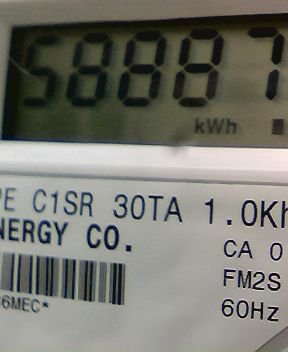 58887
kWh
PE C1SR 30TA 1.0Kh
NERGY CO.
CA 0
FM2S
6MEC*
60Hz